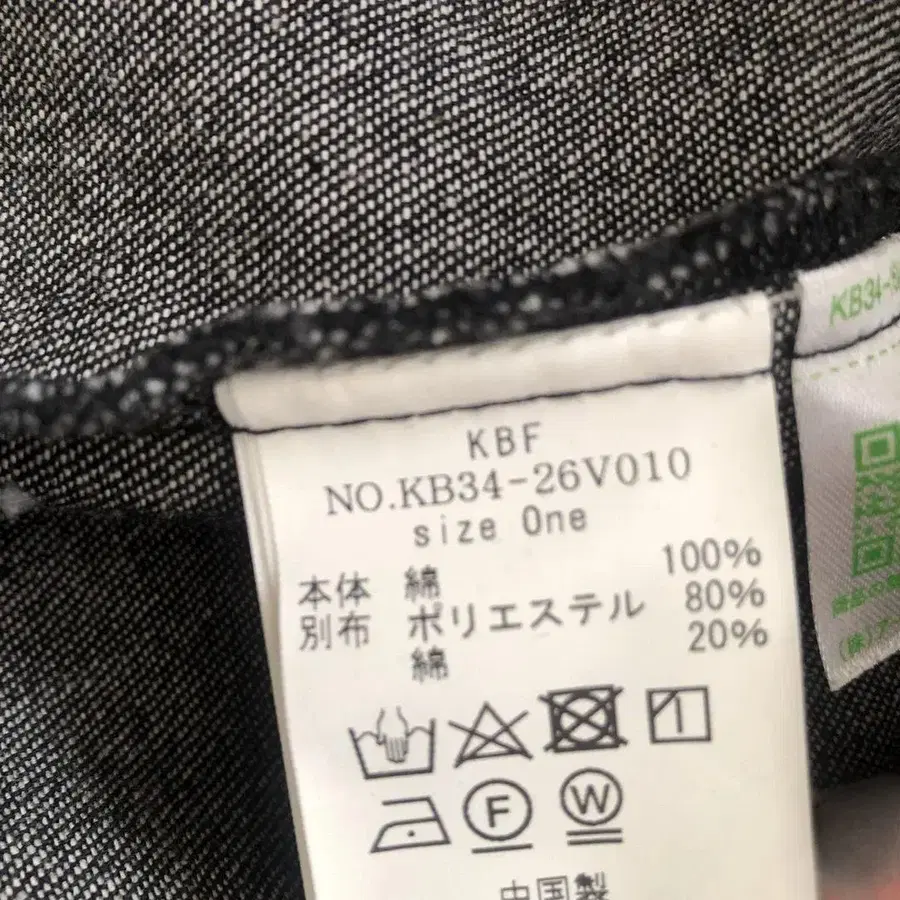 KBF
NO.KB34-26V010
size One
本体 綿 100%
別布 ポリエステル 80%
綿 20%
F W
中国製
KB34-